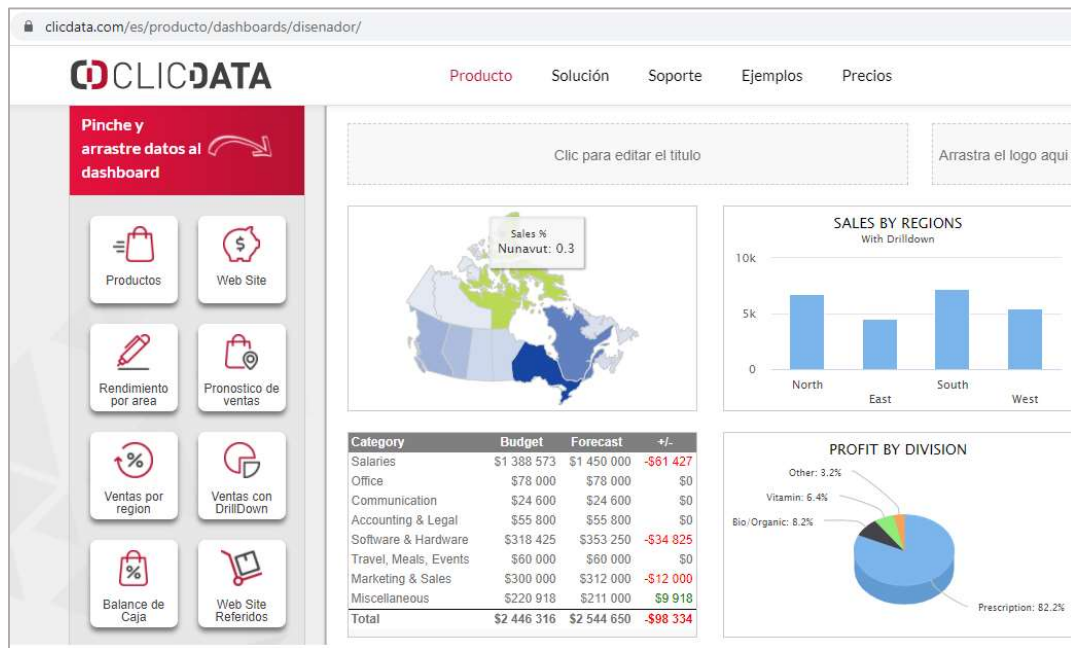 clicdata.com/es/producto/dashboards/disenador/
CLICDATA
Producto Solución Soporte Ejemplos Precios
Pinche y
arrastre datos al
dashboard
Productos
Web Site
Rendimiento
por area
Pronostico de
ventas
Ventas por
region
Ventas con
DrillDown
Balance de
Caja
Web Site
Referidos
Clic para editar el titulo
Arrastra el logo aqui
Sales %
Nunavut: 0.3
SALES BY REGIONS
With Drilldown
10k
5k
0
North
East
South
West
Category Budget Forecast +/-
Salaries $1 388 573 $1 450 000 -$61 427
Office $78 000 $78 000 $0
Communication $24 600 $24 600 $0
Accounting & Legal $55 800 $55 800 $0
Software & Hardware $318 425 $353 250 -$34 825
Travel, Meals, Events $60 000 $60 000 $0
Marketing & Sales $300 000 $312 000 -$12 000
Miscellaneous $220 918 $211 000 $9 918
Total $2 446 316 $2 544 650 -$98 334
PROFIT BY DIVISION
Other: 3.2%
Vitamin: 6.4%
Bio/Organic: 8.2%
Prescription: 82.2%